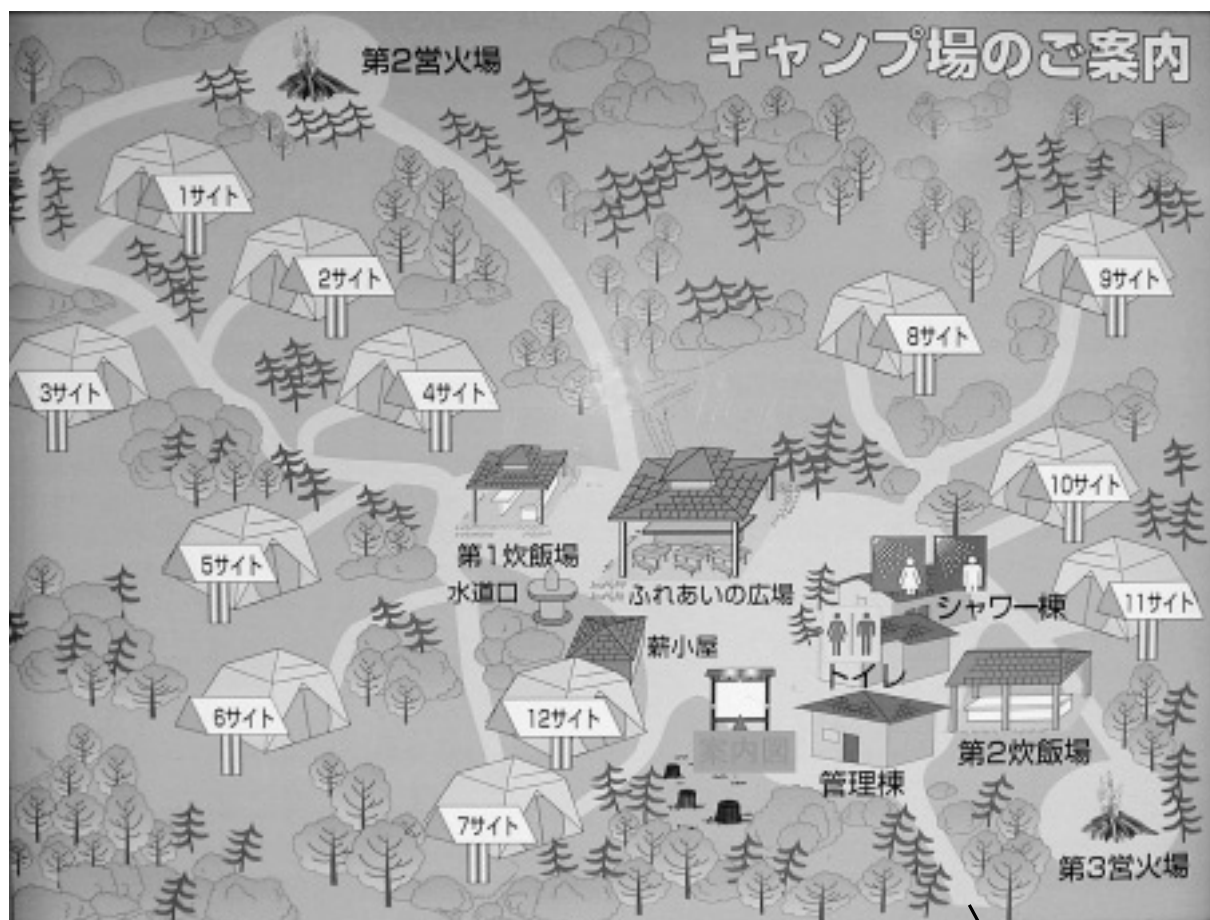 キャンプ場のご案内
第2営火場
1サイト
2サイト
3サイト
4サイト
8サイト
9サイト
10サイト
5サイト
第1炊飯場
水道口
ふれあいの広場
シャワー棟
11サイト
薪小屋
トイレ
6サイト
12サイト
案内図
管理棟
第2炊飯場
7サイト
第3営火場